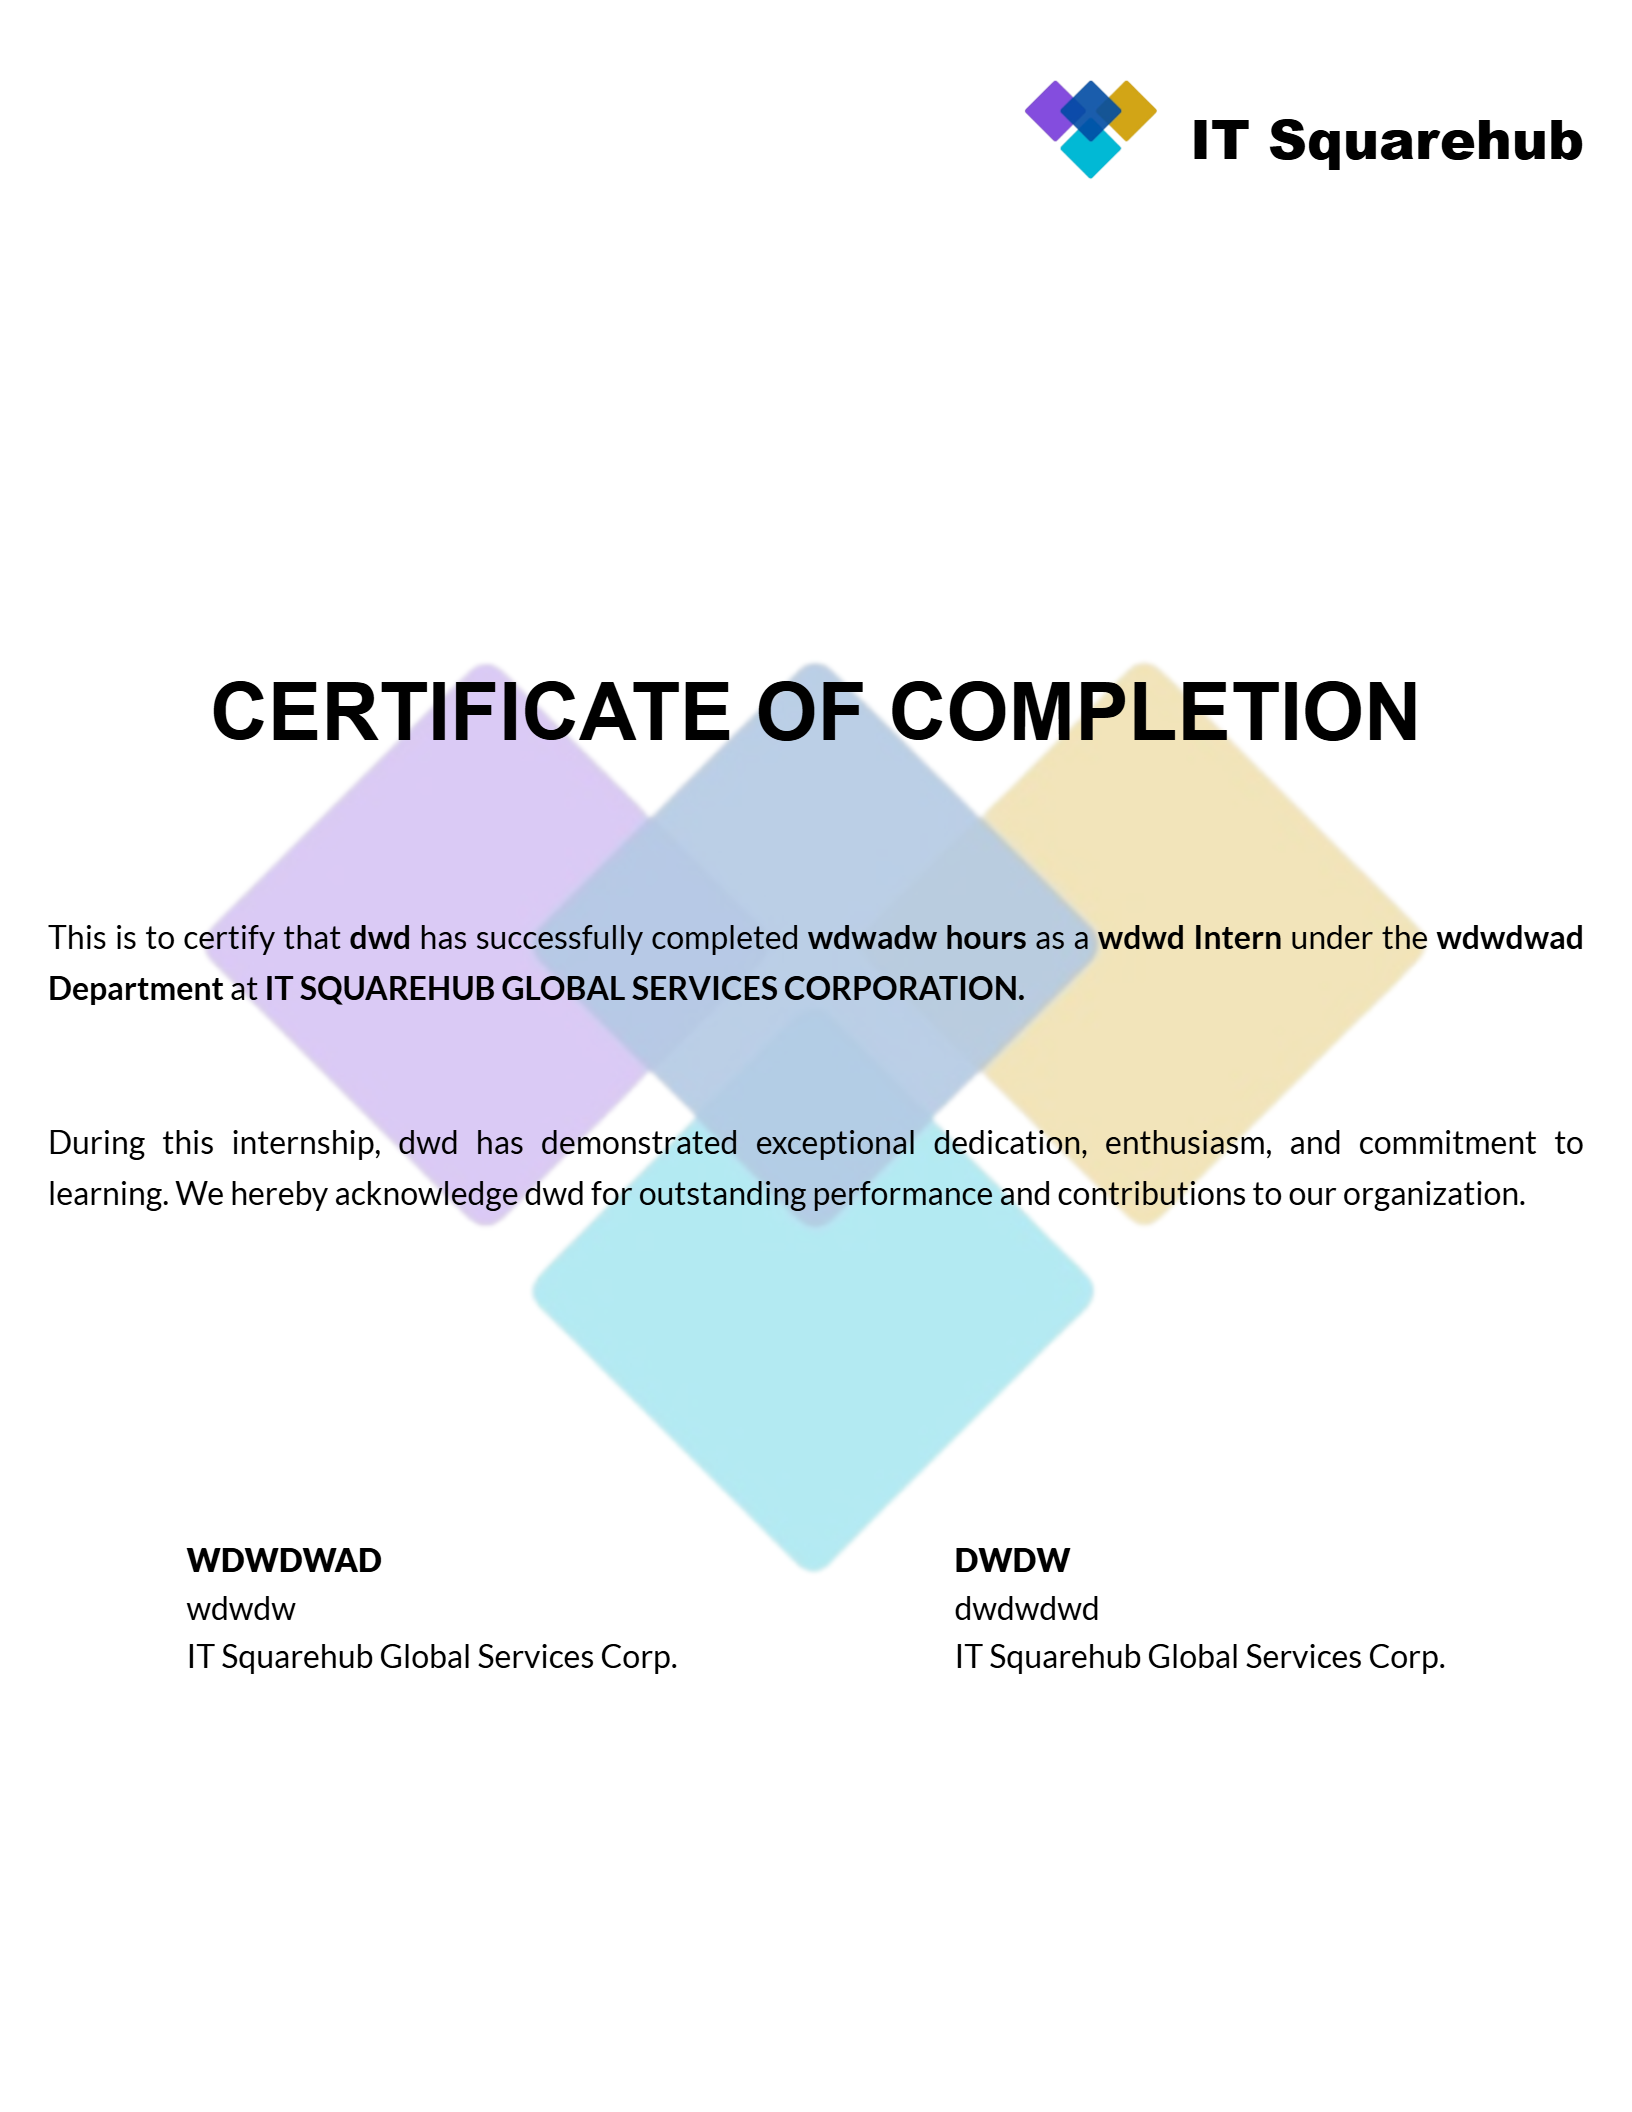 IT Squarehub
CERTIFICATE OF COMPLETION
This is to certify that dwd has successfully completed wdwadw hours as a wdwd Intern under the wdwdwad
Department at IT SQUAREHUB GLOBAL SERVICES CORPORATION.
During this internship, dwd has demonstrated exceptional dedication, enthusiasm, and commitment to
learning. We hereby acknowledge dwd for outstanding performance and contributions to our organization.
WDWDWAD
wdwdw
IT Squarehub Global Services Corp.
DWDW
dwdwdwd
IT Squarehub Global Services Corp.